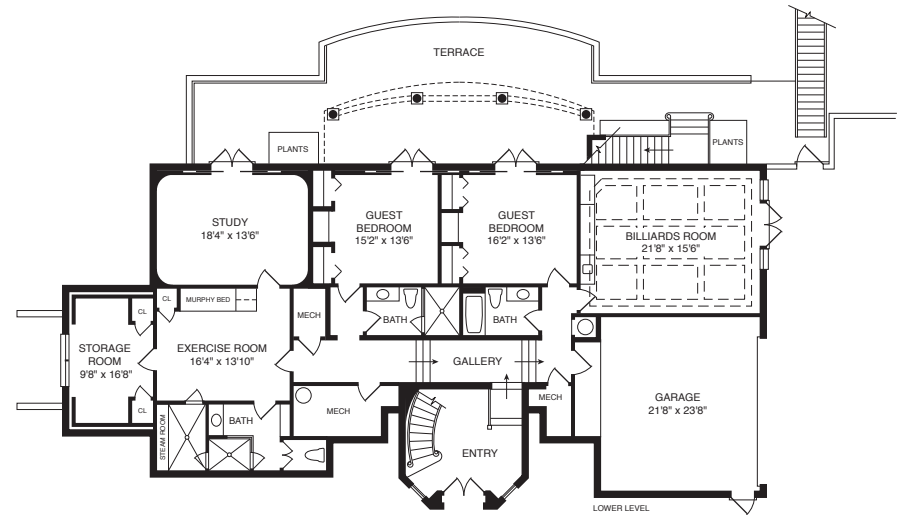 TERRACE
PLANTS
PLANTS
STUDY
18'4" x 13'6"
GUEST
BEDROOM
15'2" x 13'6"
GUEST
BEDROOM
16'2" x 13'6"
BILLIARDS ROOM
21'8" x 15'6"
CL
MURPHY BED
MECH
BATH
BATH
CL
STORAGE
ROOM
9'8" x 16'8"
EXERCISE ROOM
16'4" x 13'10"
GALLERY
CL
MECH
MECH
GARAGE
21'8" x 23'8"
STEAM ROOM
BATH
ENTRY
LOWER LEVEL